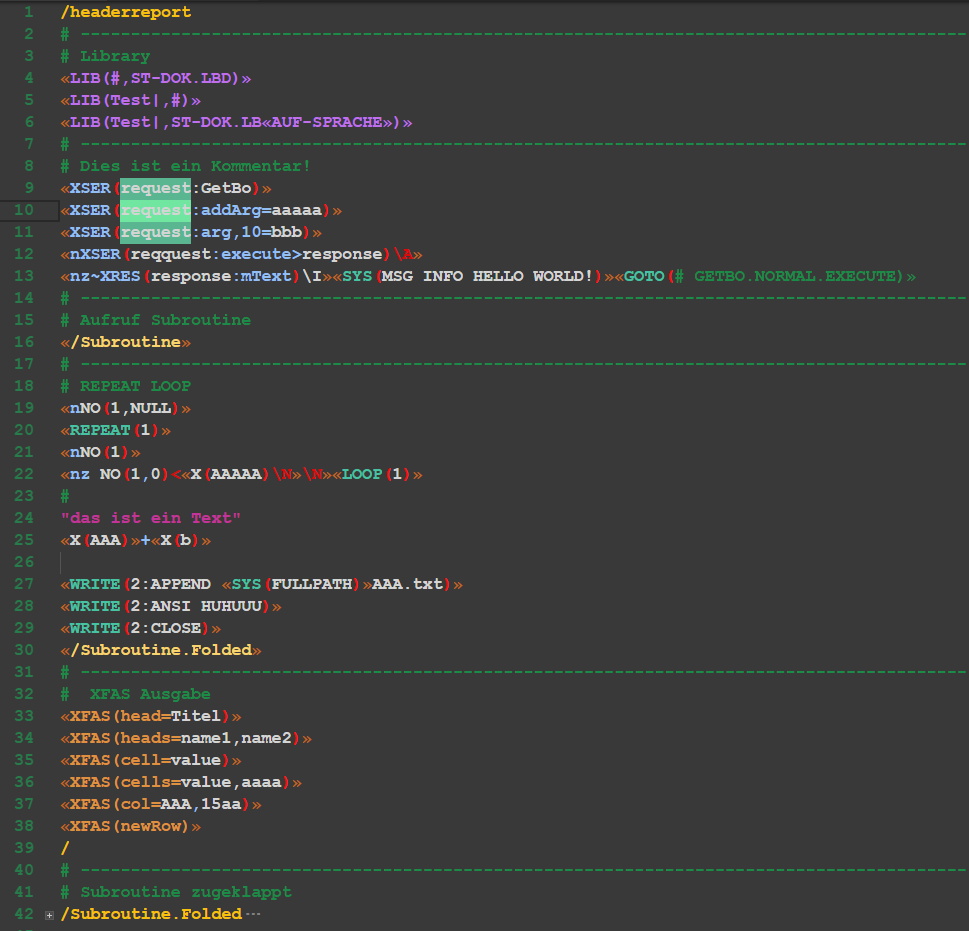 1 /headerreport
2 # ----------------------------------------------------------------------------------------
3 # Library
4 «LIB(#,ST-DOK.LBD)»
5 «LIB(Test|,#)»
6 «LIB(Test|,ST-DOK.LB«AUF-SPRACHE»)»
7 # ----------------------------------------------------------------------------------------
8 # Dies ist ein Kommentar!
9 «XSER(request:GetBo)»
10 «XSER(request:addArg=aaaaa)»
11 «XSER(request:arg,10=bbb)»
12 «nXSER(reqquest:execute>response)\A»
13 «nz~XRES(response:mText)\I»«SYS(MSG INFO HELLO WORLD!)»«GOTO(# GETBO.NORMAL.EXECUTE)»
14 # ----------------------------------------------------------------------------------------
15 # Aufruf Subroutine
16 «/Subroutine»
17 # ----------------------------------------------------------------------------------------
18 # REPEAT LOOP
19 «nNO(1,NULL)»
20 «REPEAT(1)»
21 «nNO(1)»
22 «nz NO(1,0)<«X(AAAAA)\N»\N»«LOOP(1)»
23 #
24 "das ist ein Text"
25 «X(AAA)»+«X(b)»
26
27 «WRITE(2:APPEND «SYS(FULLPATH)»AAA.txt)»
28 «WRITE(2:ANSI HUHUUU)»
29 «WRITE(2:CLOSE)»
30 «/Subroutine.Folded»
31 # ----------------------------------------------------------------------------------------
32 #  XFAS Ausgabe
33 «XFAS(head=Titel)»
34 «XFAS(heads=name1,name2)»
35 «XFAS(cell=value)»
36 «XFAS(cells=value,aaaa)»
37 «XFAS(col=AAA,15aa)»
38 «XFAS(newRow)»
39 /
40 # ----------------------------------------------------------------------------------------
41 # Subroutine zugeklappt
42 /Subroutine.Folded---